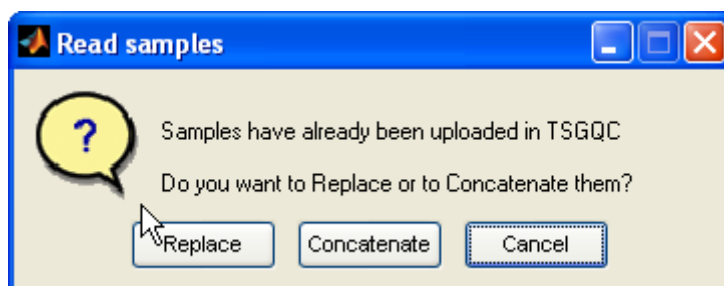 Read samples
?
Samples have already been uploaded in TSGQC
Do you want to Replace or to Concatenate them?
Replace Concatenate Cancel